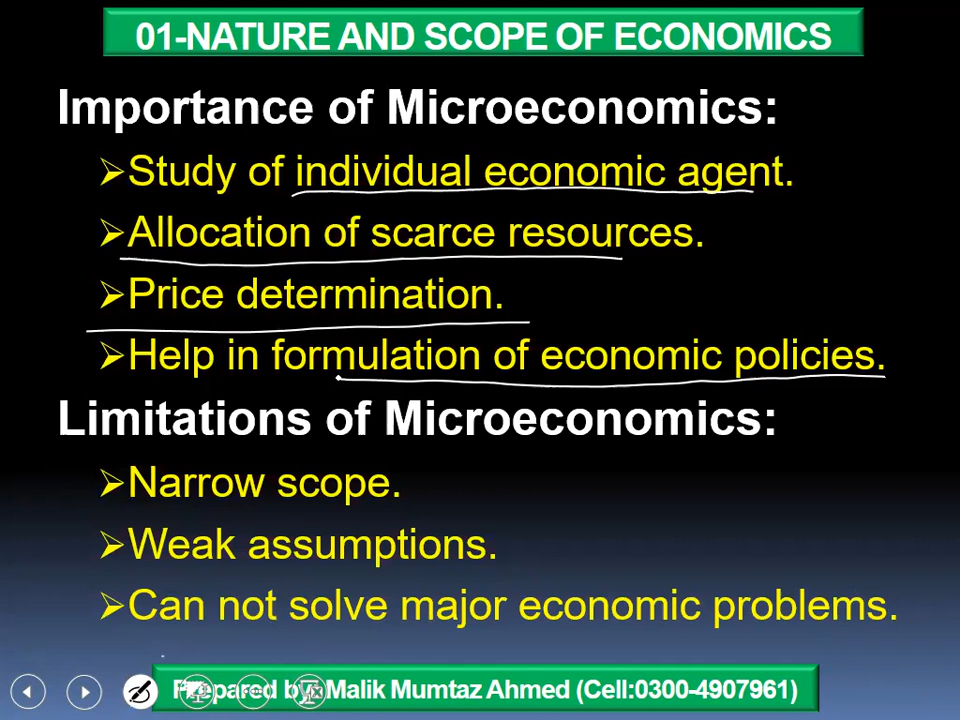 01-NATURE AND SCOPE OF ECONOMICS
Importance of Microeconomics:
➢Study of individual economic agent.
➢Allocation of scarce resources.
➢Price determination.
➢Help in formulation of economic policies.
Limitations of Microeconomics:
➢Narrow scope.
➢Weak assumptions.
➢Can not solve major economic problems.
Prepared by: Malik Mumtaz Ahmed (Cell:0300-4907961)